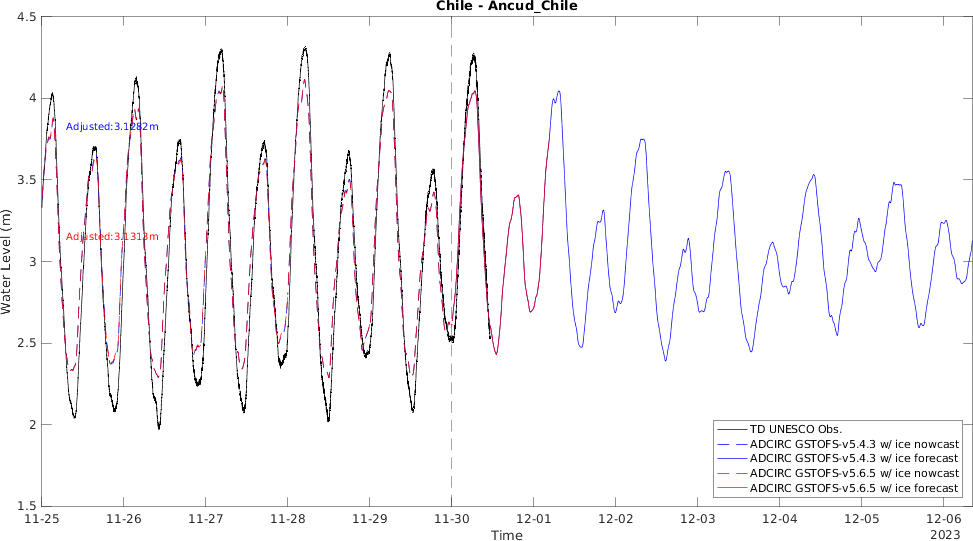 Chile - Ancud_Chile
4.5
4
3.5
3
2.5
2
1.5
Water Level (m)
Adjusted:3.1282m
Adjusted:3.1313m
TD UNESCO Obs.
ADCIRC GSTOFS-v5.4.3 w/ ice nowcast
ADCIRC GSTOFS-v5.4.3 w/ ice forecast
ADCIRC GSTOFS-v5.6.5 w/ ice nowcast
ADCIRC GSTOFS-v5.6.5 w/ ice forecast
11-25 11-26 11-27 11-28 11-29 11-30 12-01 12-02 12-03 12-04 12-05 12-06
Time
2023